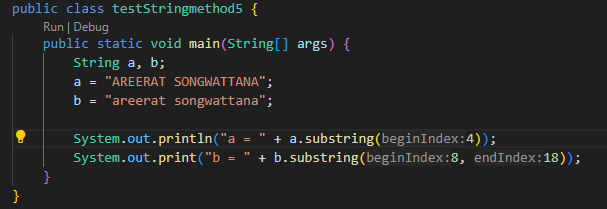 public class testStringmethod5 {
Run | Debug
public static void main(String[] args) {
String a, b;
a = "AREERAT SONGWATTANA";
b = "areerat songwattana";
System.out.println("a = " + a.substring(beginIndex:4));
System.out.print("b = " + b.substring(beginIndex:8, endIndex:18));
}
}